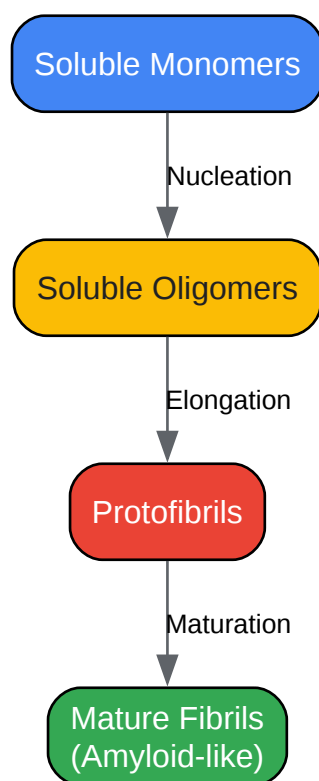 Soluble Monomers
Nucleation
Soluble Oligomers
Elongation
Protofibrils
Maturation
Mature Fibrils
(Amyloid-like)